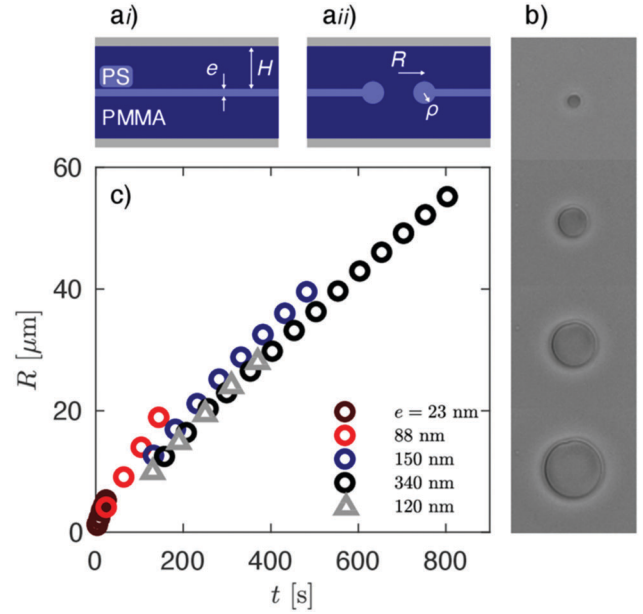 ai)
aii)
b)
e
H
PS
PMMA
R
ρ
c)
60
40
20
0
R [μm]
e = 23 nm
88 nm
150 nm
340 nm
120 nm
0
200
400
600
800
t [s]